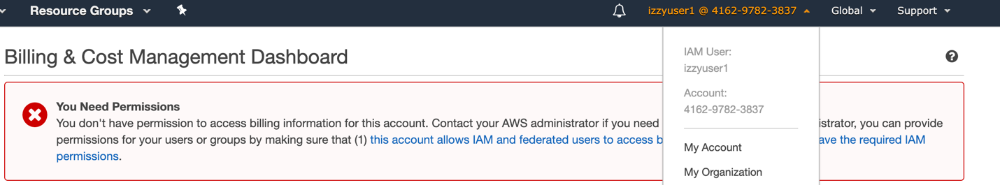 Resource Groups izzyuser1 @ 4162-9782-3837 Global Support
IAM User:
izzyuser1
Account:
4162-9782-3837
My Account
My Organization
Billing & Cost Management Dashboard
You Need Permissions
You don't have permission to access billing information for this account. Contact your AWS administrator if you need istrator, you can provide
permissions for your users or groups by making sure that (1) this account allows IAM and federated users to access b ave the required IAM
permissions.